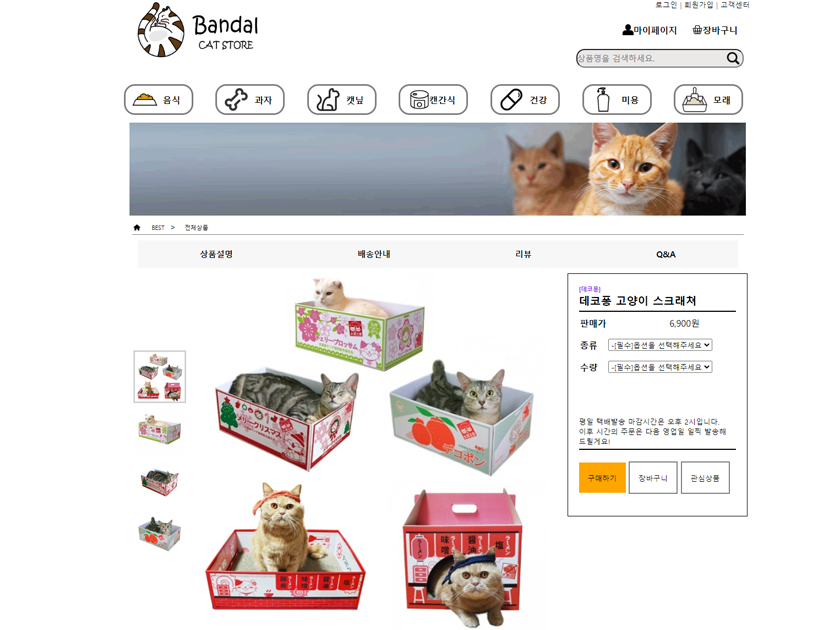 로그인 | 회원가입 | 고객센터
Bandal
CAT STORE
마이페이지 장바구니
상품명을 검색하세요.
음식 과자 캣닢 캔간식 건강 미용 모래
BEST > 전체상품
상품설명 배송안내 리뷰 Q&A
[데코퐁]
데코퐁 고양이 스크래쳐
판매가 6,900원
종류 -[필수]옵션을 선택해주세요
수량 -[필수]옵션을 선택해주세요
평일 택배발송 마감시간은 오후 2시입니다.
이후 시간의 주문은 다음 영업일 일찍 발송해
드릴게요!
구매하기 장바구니 관심상품
チェリーブロッサム
メリークリスマス
デコポン
味噌 醤油 塩